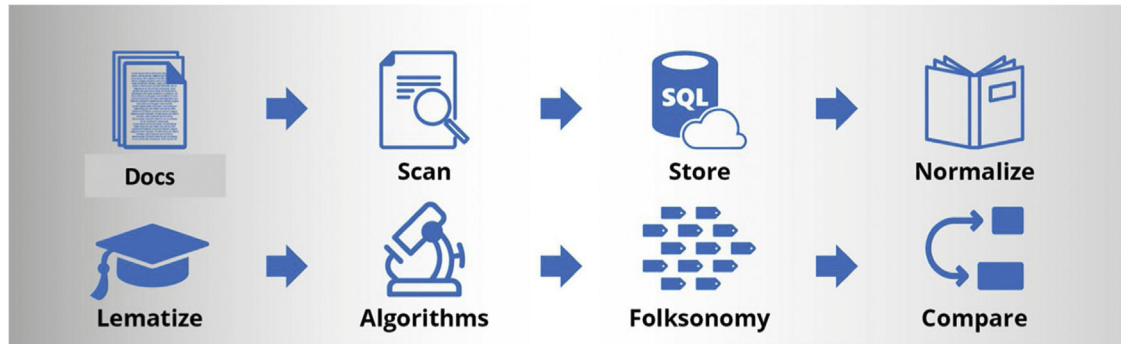 SQL
Docs
Scan
Store
Normalize
Lematize
Algorithms
Folksonomy
Compare